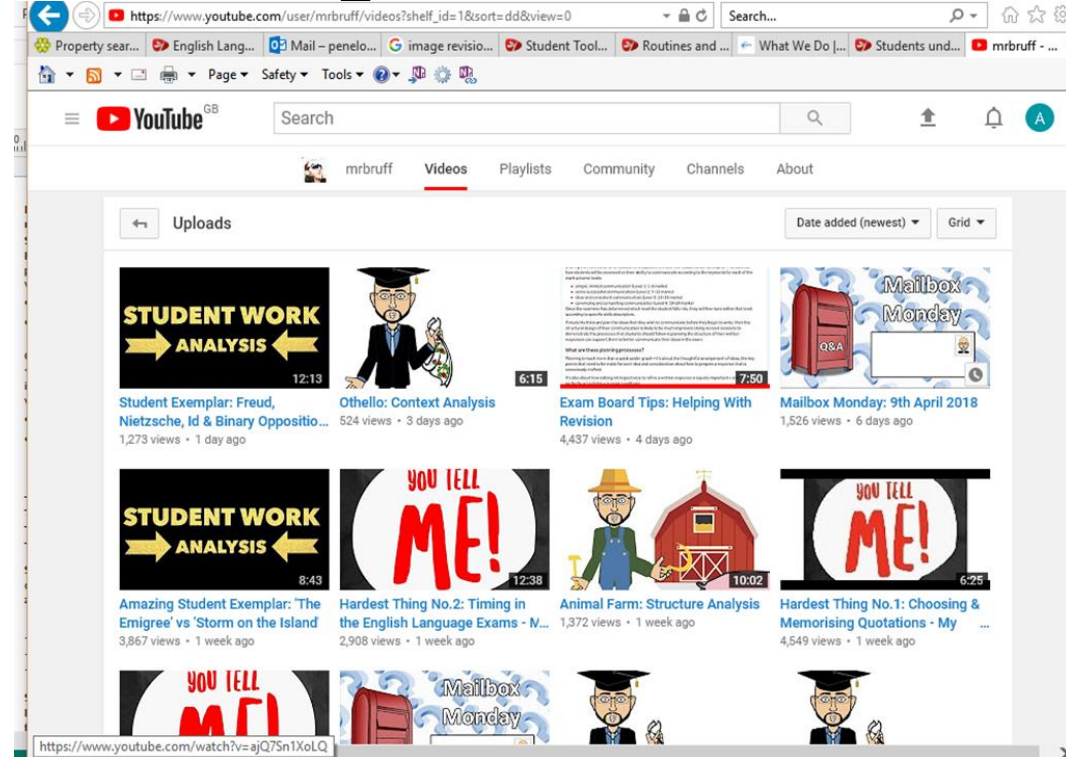 https://www.youtube.com/user/mrbruff/videos?shelf_id=1&sort=dd&view=0
Search...
Property sear...
English Lang...
Mail – penelo...
image revisio...
Student Tool...
Routines and ...
What We Do |...
Students und...
mrbruff - ...
Page Safety Tools
YouTube GB
Search
A
mrbruff Videos Playlists Community Channels About
Uploads
Date added (newest) Grid
STUDENT WORK
ANALYSIS
12:13
6:15
What are these planning processes?
7:50
Mailbox
Monday
Q&A
Student Exemplar: Freud,
Nietzsche, Id & Binary Oppositio...
1,273 views • 1 day ago
Othello: Context Analysis
524 views • 3 days ago
Exam Board Tips: Helping With
Revision
4,437 views • 4 days ago
Mailbox Monday: 9th April 2018
1,526 views • 6 days ago
STUDENT WORK
ANALYSIS
8:43
YOU TELL
ME!
12:38
10:02
YOU TELL
ME!
6:25
Amazing Student Exemplar: 'The
Emigree' vs 'Storm on the Island'
3,867 views • 1 week ago
Hardest Thing No.2: Timing in
the English Language Exams - M...
2,908 views • 1 week ago
Animal Farm: Structure Analysis
1,372 views • 1 week ago
Hardest Thing No.1: Choosing &
Memorising Quotations - My ...
4,549 views • 1 week ago
YOU TELL
ME!
Mailbox
Monday
https://www.youtube.com/watch?v=ajQ7Sn1XoLQ